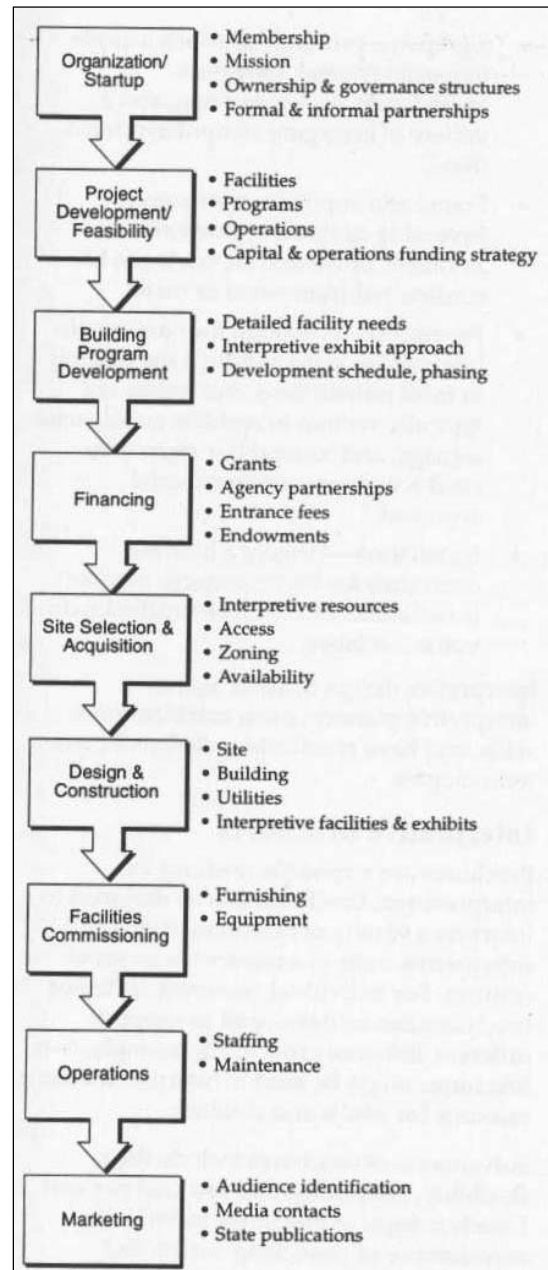 Organization/
Startup
• Membership
• Mission
• Ownership & governance structures
• Formal & informal partnerships
Project
Development/
Feasibility
• Facilities
• Programs
• Operations
• Capital & operations funding strategy
Building
Program
Development
• Detailed facility needs
• Interpretive exhibit approach
• Development schedule, phasing
Financing
• Grants
• Agency partnerships
• Entrance fees
• Endowments
Site Selection &
Acquisition
• Interpretive resources
• Access
• Zoning
• Availability
Design &
Construction
• Site
• Building
• Utilities
• Interpretive facilities & exhibits
Facilities
Commissioning
• Furnishing
• Equipment
Operations
• Staffing
• Maintenance
Marketing
• Audience identification
• Media contacts
• State publications